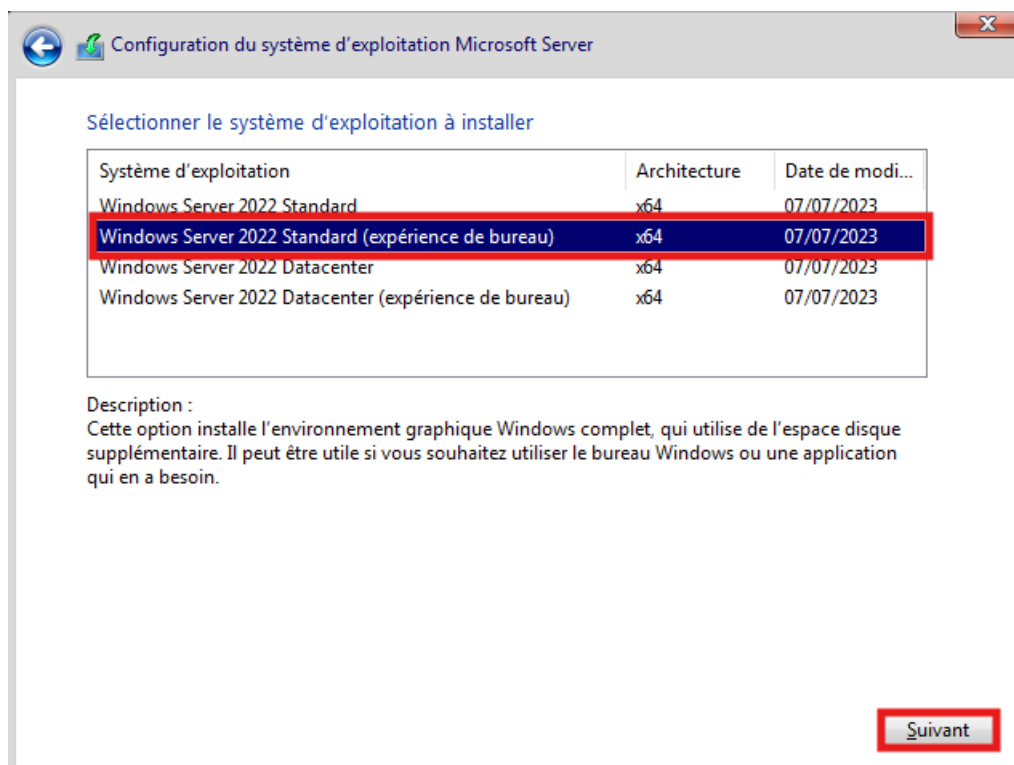 Configuration du système d'exploitation Microsoft Server
Sélectionner le système d'exploitation à installer
Système d'exploitation Architecture Date de modi...
Windows Server 2022 Standard x64 07/07/2023
Windows Server 2022 Standard (expérience de bureau) x64 07/07/2023
Windows Server 2022 Datacenter x64 07/07/2023
Windows Server 2022 Datacenter (expérience de bureau) x64 07/07/2023
Description :
Cette option installe l'environnement graphique Windows complet, qui utilise de l'espace disque
supplémentaire. Il peut être utile si vous souhaitez utiliser le bureau Windows ou une application
qui en a besoin.
Suivant